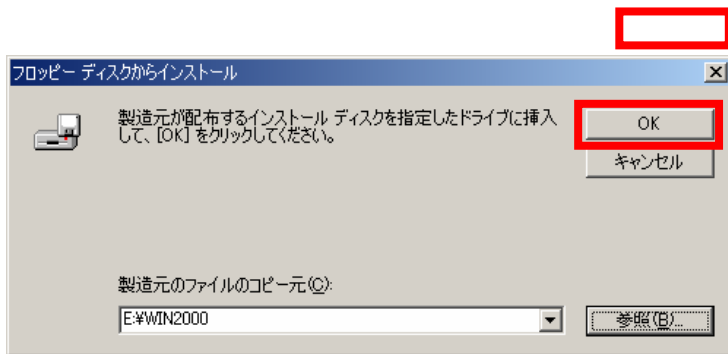 フロッピー ディスクからインストール
製造元が配布するインストール ディスクを指定したドライブに挿入
して、[OK] をクリックしてください。
OK
キャンセル
製造元のファイルのコピー元(C):
E:¥WIN2000
参照(B)...